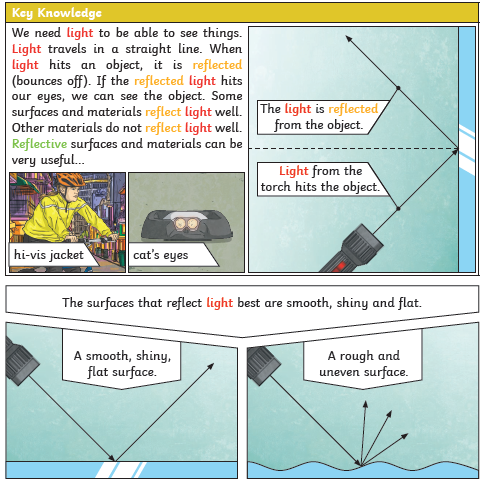 Key Knowledge
We need light to be able to see things.
Light travels in a straight line. When
light hits an object, it is reflected
(bounces off). If the reflected light hits
our eyes, we can see the object. Some
surfaces and materials reflect light well.
Other materials do not reflect light well.
Reflective surfaces and materials can be
very useful...
hi-vis jacket
cat's eyes
The light is reflected
from the object.
Light from the
torch hits the object.
The surfaces that reflect light best are smooth, shiny and flat.
A smooth, shiny,
flat surface.
A rough and
uneven surface.